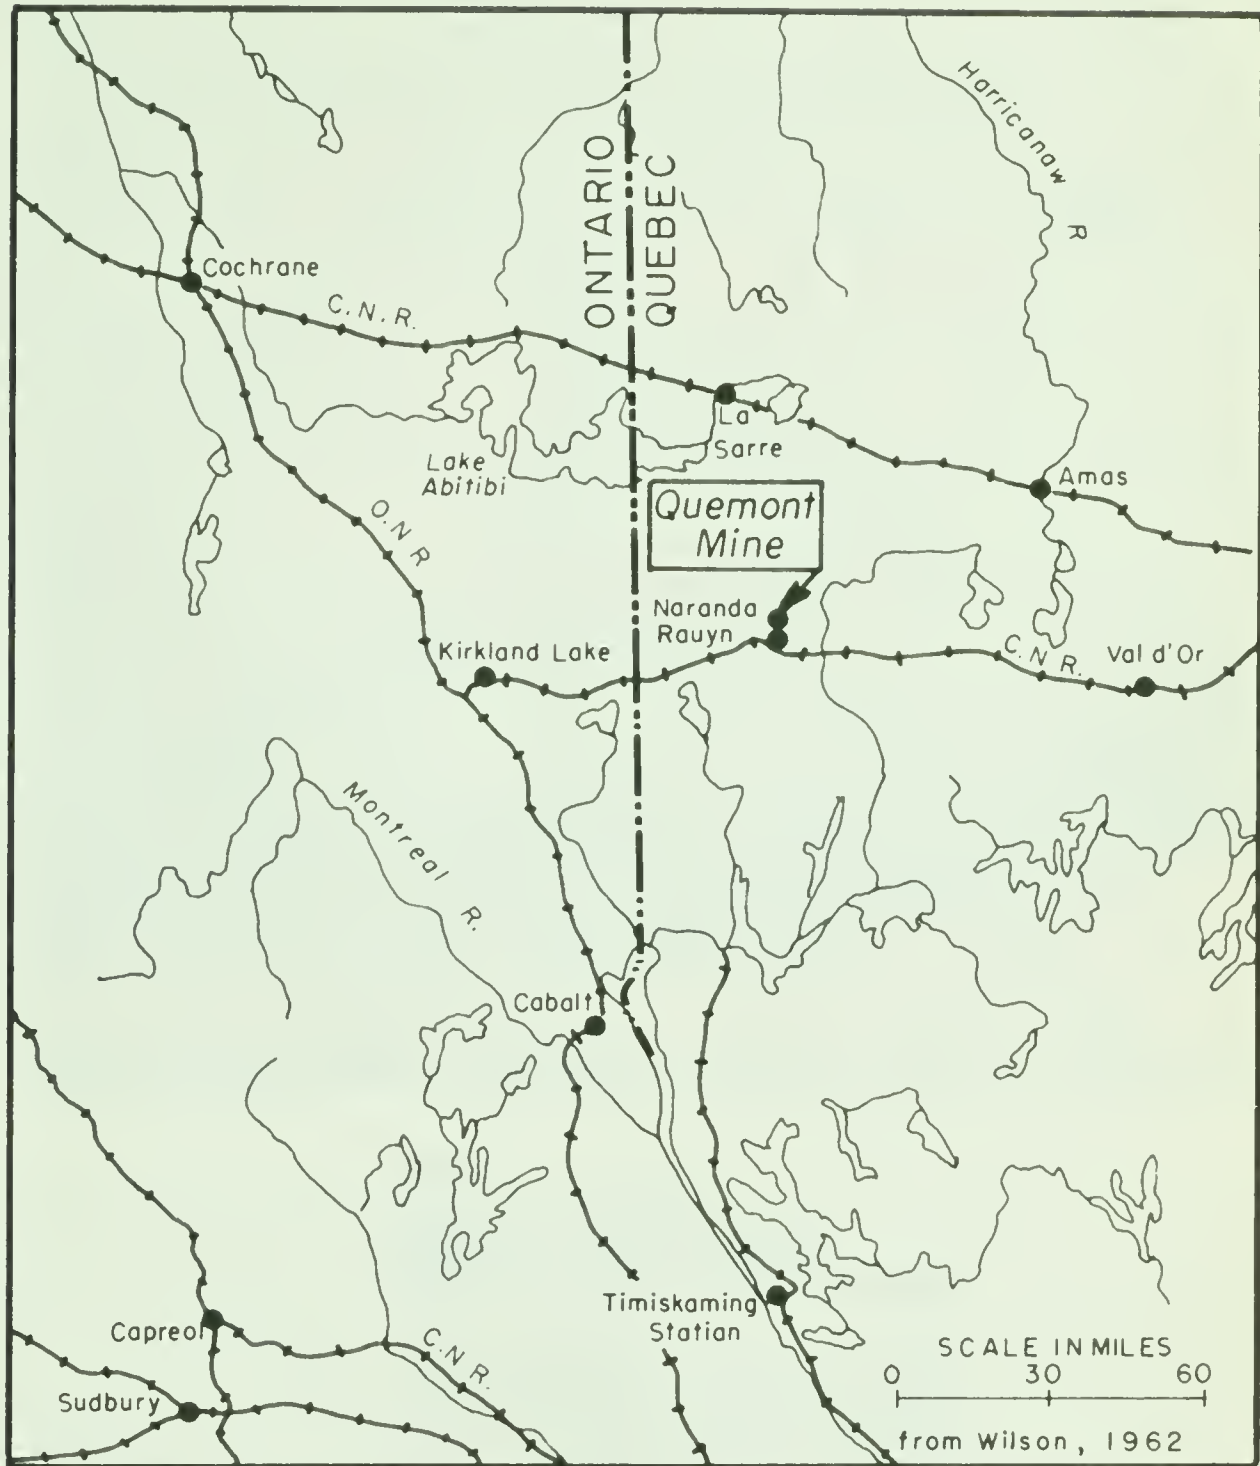 Harricanaw R
ONTARIO
QUEBEC
Cochrane
C.N.R.
La
Sarre
Lake
Abitibi
Amas
Quemont
Mine
O.N R
Naranda
Rauyn
Kirkland Lake
C.N R.
Val d'Or
Montreal R.
Cabalt
Timiskaming
Statian
Capreol
C.N.R.
Sudbury
SCALE IN MILES
0 30 60
from Wilson, 1962